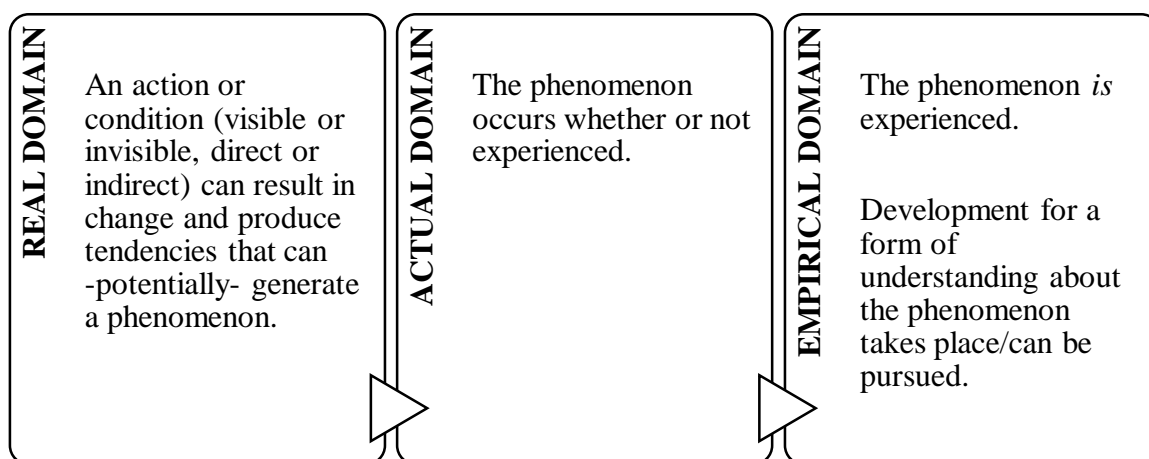 REAL DOMAIN
An action or
condition (visible or
invisible, direct or
indirect) can result in
change and produce
tendencies that can
-potentially- generate
a phenomenon.
ACTUAL DOMAIN
The phenomenon
occurs whether or not
experienced.
EMPIRICAL DOMAIN
The phenomenon is
experienced.
Development for a
form of
understanding about
the phenomenon
takes place/can be
pursued.